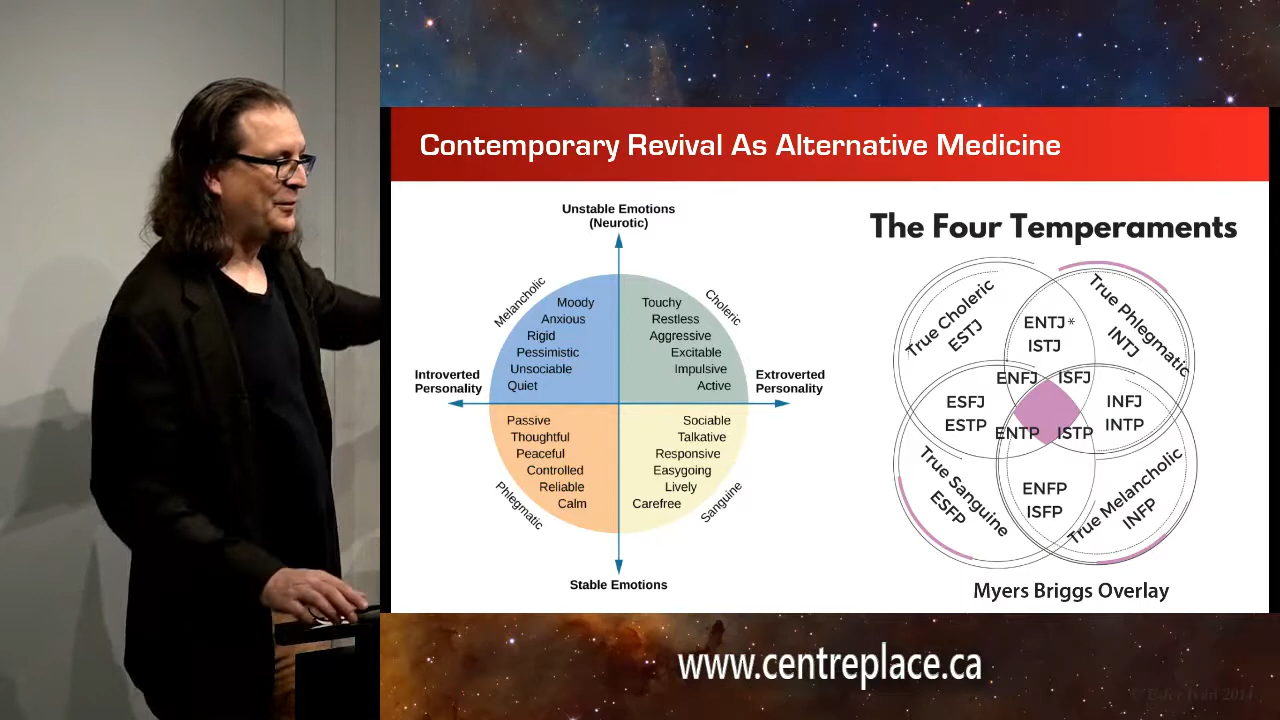 Contemporary Revival As Alternative Medicine
Unstable Emotions
(Neurotic)
Melancholic
Choleric
Moody
Anxious
Rigid
Pessimistic
Unsociable
Quiet
Touchy
Restless
Aggressive
Excitable
Impulsive
Active
Introverted
Personality
Extroverted
Personality
Passive
Thoughtful
Peaceful
Controlled
Reliable
Calm
Sociable
Talkative
Responsive
Easygoing
Lively
Carefree
Phlegmatic
Sanguine
Stable Emotions
The Four Temperaments
True Choleric
ESTJ
ENTJ*
ISTJ
True Phlegmatic
INTJ
ENFJ
ISFJ
ESFJ
ESTP
INFJ
INTP
ENTP
ISTP
True Sanguine
ESFP
ENFP
ISFP
True Melancholic
INFP
Myers Briggs Overlay
www.centreplace.ca